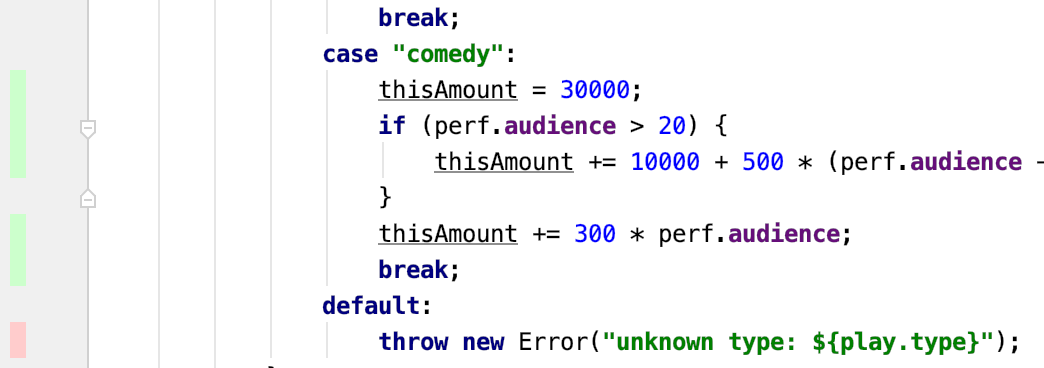 break;
case "comedy":
thisAmount = 30000;
if (perf.audience > 20) {
thisAmount += 10000 + 500 * (perf.audience -
}
thisAmount += 300 * perf.audience;
break;
default:
throw new Error("unknown type: ${play.type}");